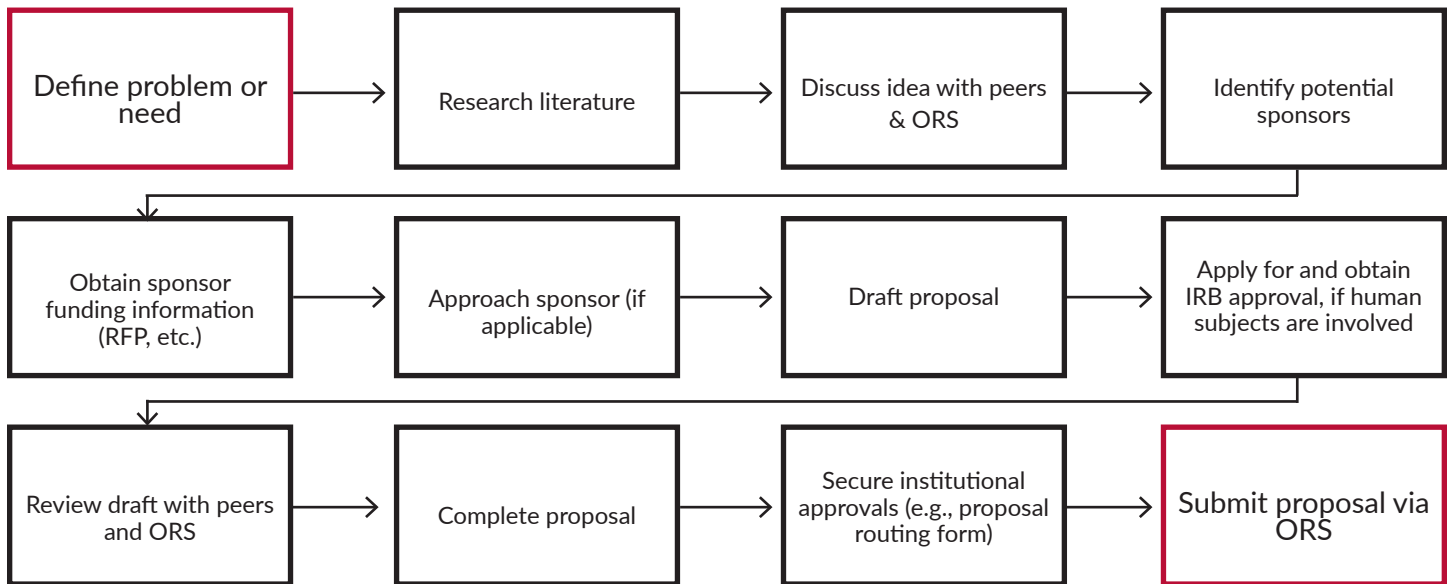 Define problem or
need
Research literature
Discuss idea with peers
& ORS
Identify potential
sponsors
Obtain sponsor
funding information
(RFP, etc.)
Approach sponsor (if
applicable)
Draft proposal
Apply for and obtain
IRB approval, if human
subjects are involved
Review draft with peers
and ORS
Complete proposal
Secure institutional
approvals (e.g., proposal
routing form)
Submit proposal via
ORS